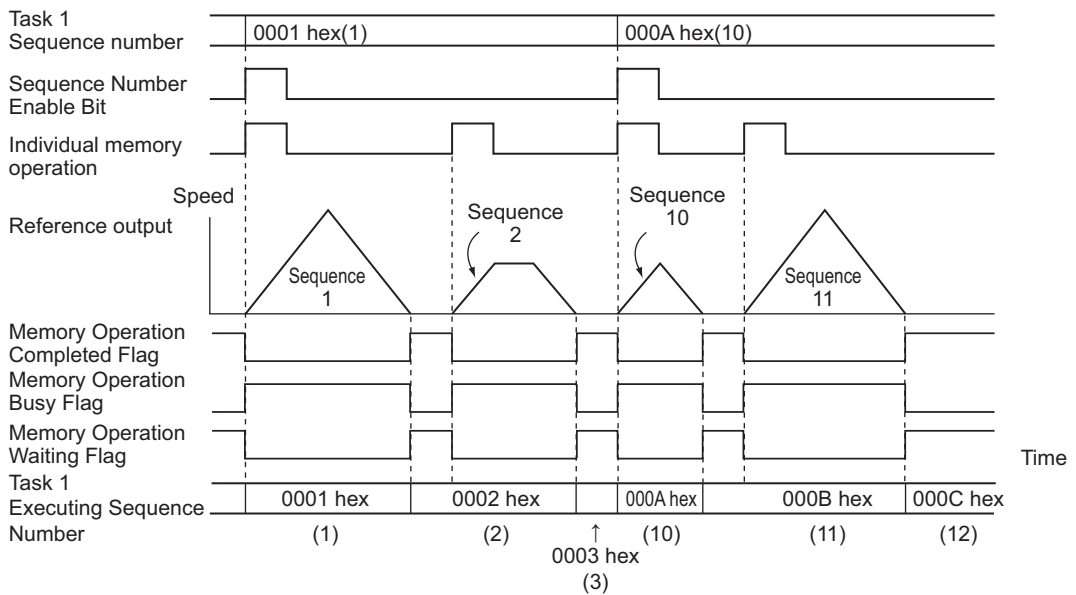 Task 1
Sequence number
0001 hex(1)
000A hex(10)
Sequence Number
Enable Bit
Individual memory
operation
Speed
Reference output
Sequence
1
Sequence
2
Sequence
10
Sequence
11
Memory Operation
Completed Flag
Memory Operation
Busy Flag
Memory Operation
Waiting Flag
Time
Task 1
Executing Sequence
Number
0001 hex
0002 hex
000A hex
000B hex
000C hex
(1)
(2)
↑
(10)
(11)
(12)
0003 hex
(3)